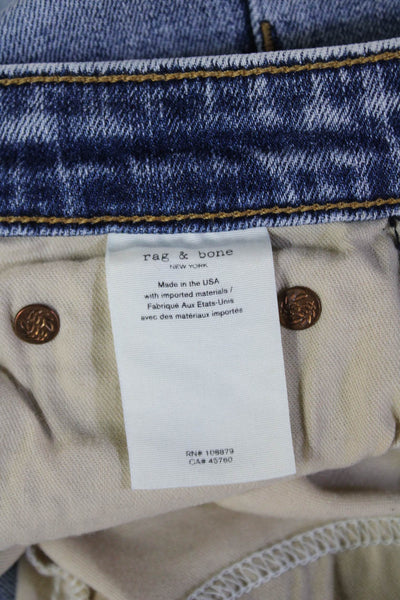 rag & bone
NEW YORK
Made in the USA
with imported materials /
Fabrique Aux Etats-Unis
avec des matériaux importés
RN# 108879
CA# 45760